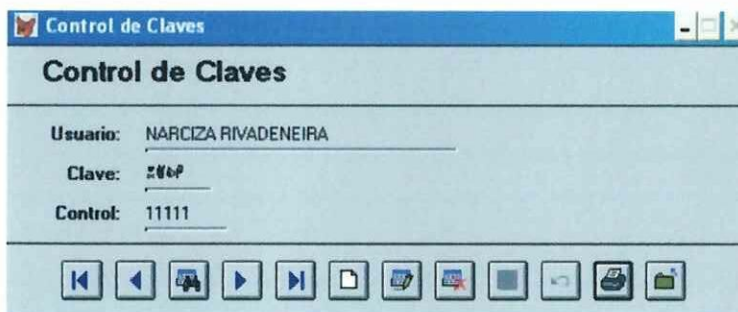 Control de Claves
Control de Claves
Usuario: NARCIZA RIVADENEIRA
Clave:
Control: 11111